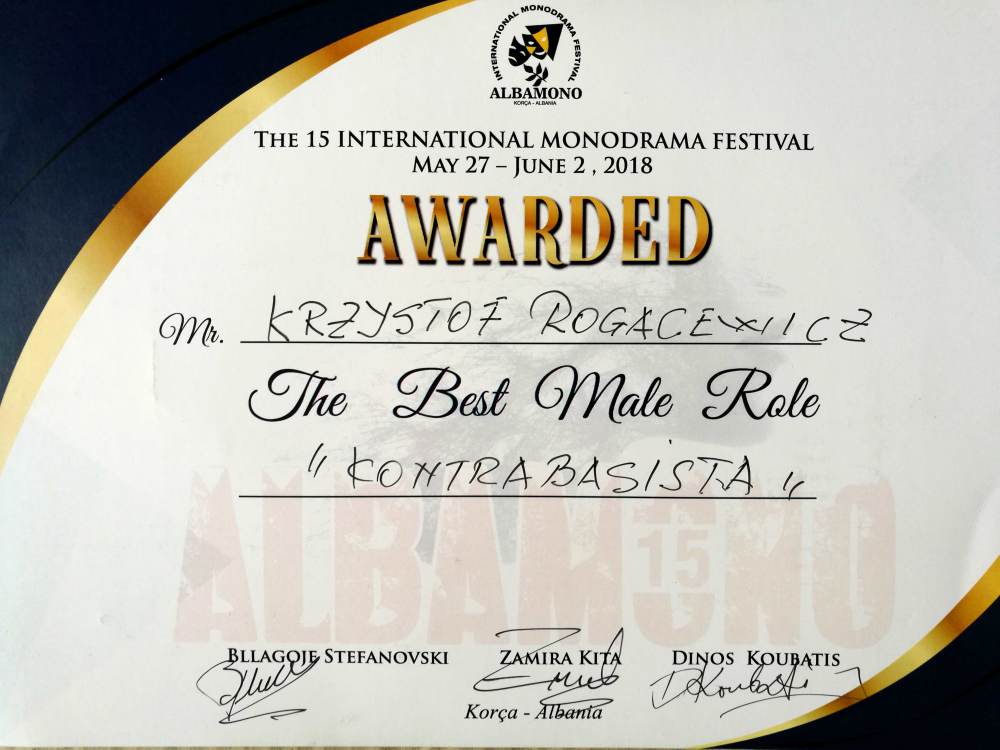 INTERNATIONAL MONODRAMA FESTIVAL
ALBAMONO
KORÇA - ALBANIA
THE 15 INTERNATIONAL MONODRAMA FESTIVAL
MAY 27 – JUNE 2 , 2018
AWARDED
Mr. KRZYSTOF ROGACEWICZ
The Best Male Role
"KONTRABASISTA"
ALBAMONO
15
BLLAGOJE STEFANOVSKI ZAMIRA KITA DINOS KOUBATIS
DKoubatis
Korça - Albania